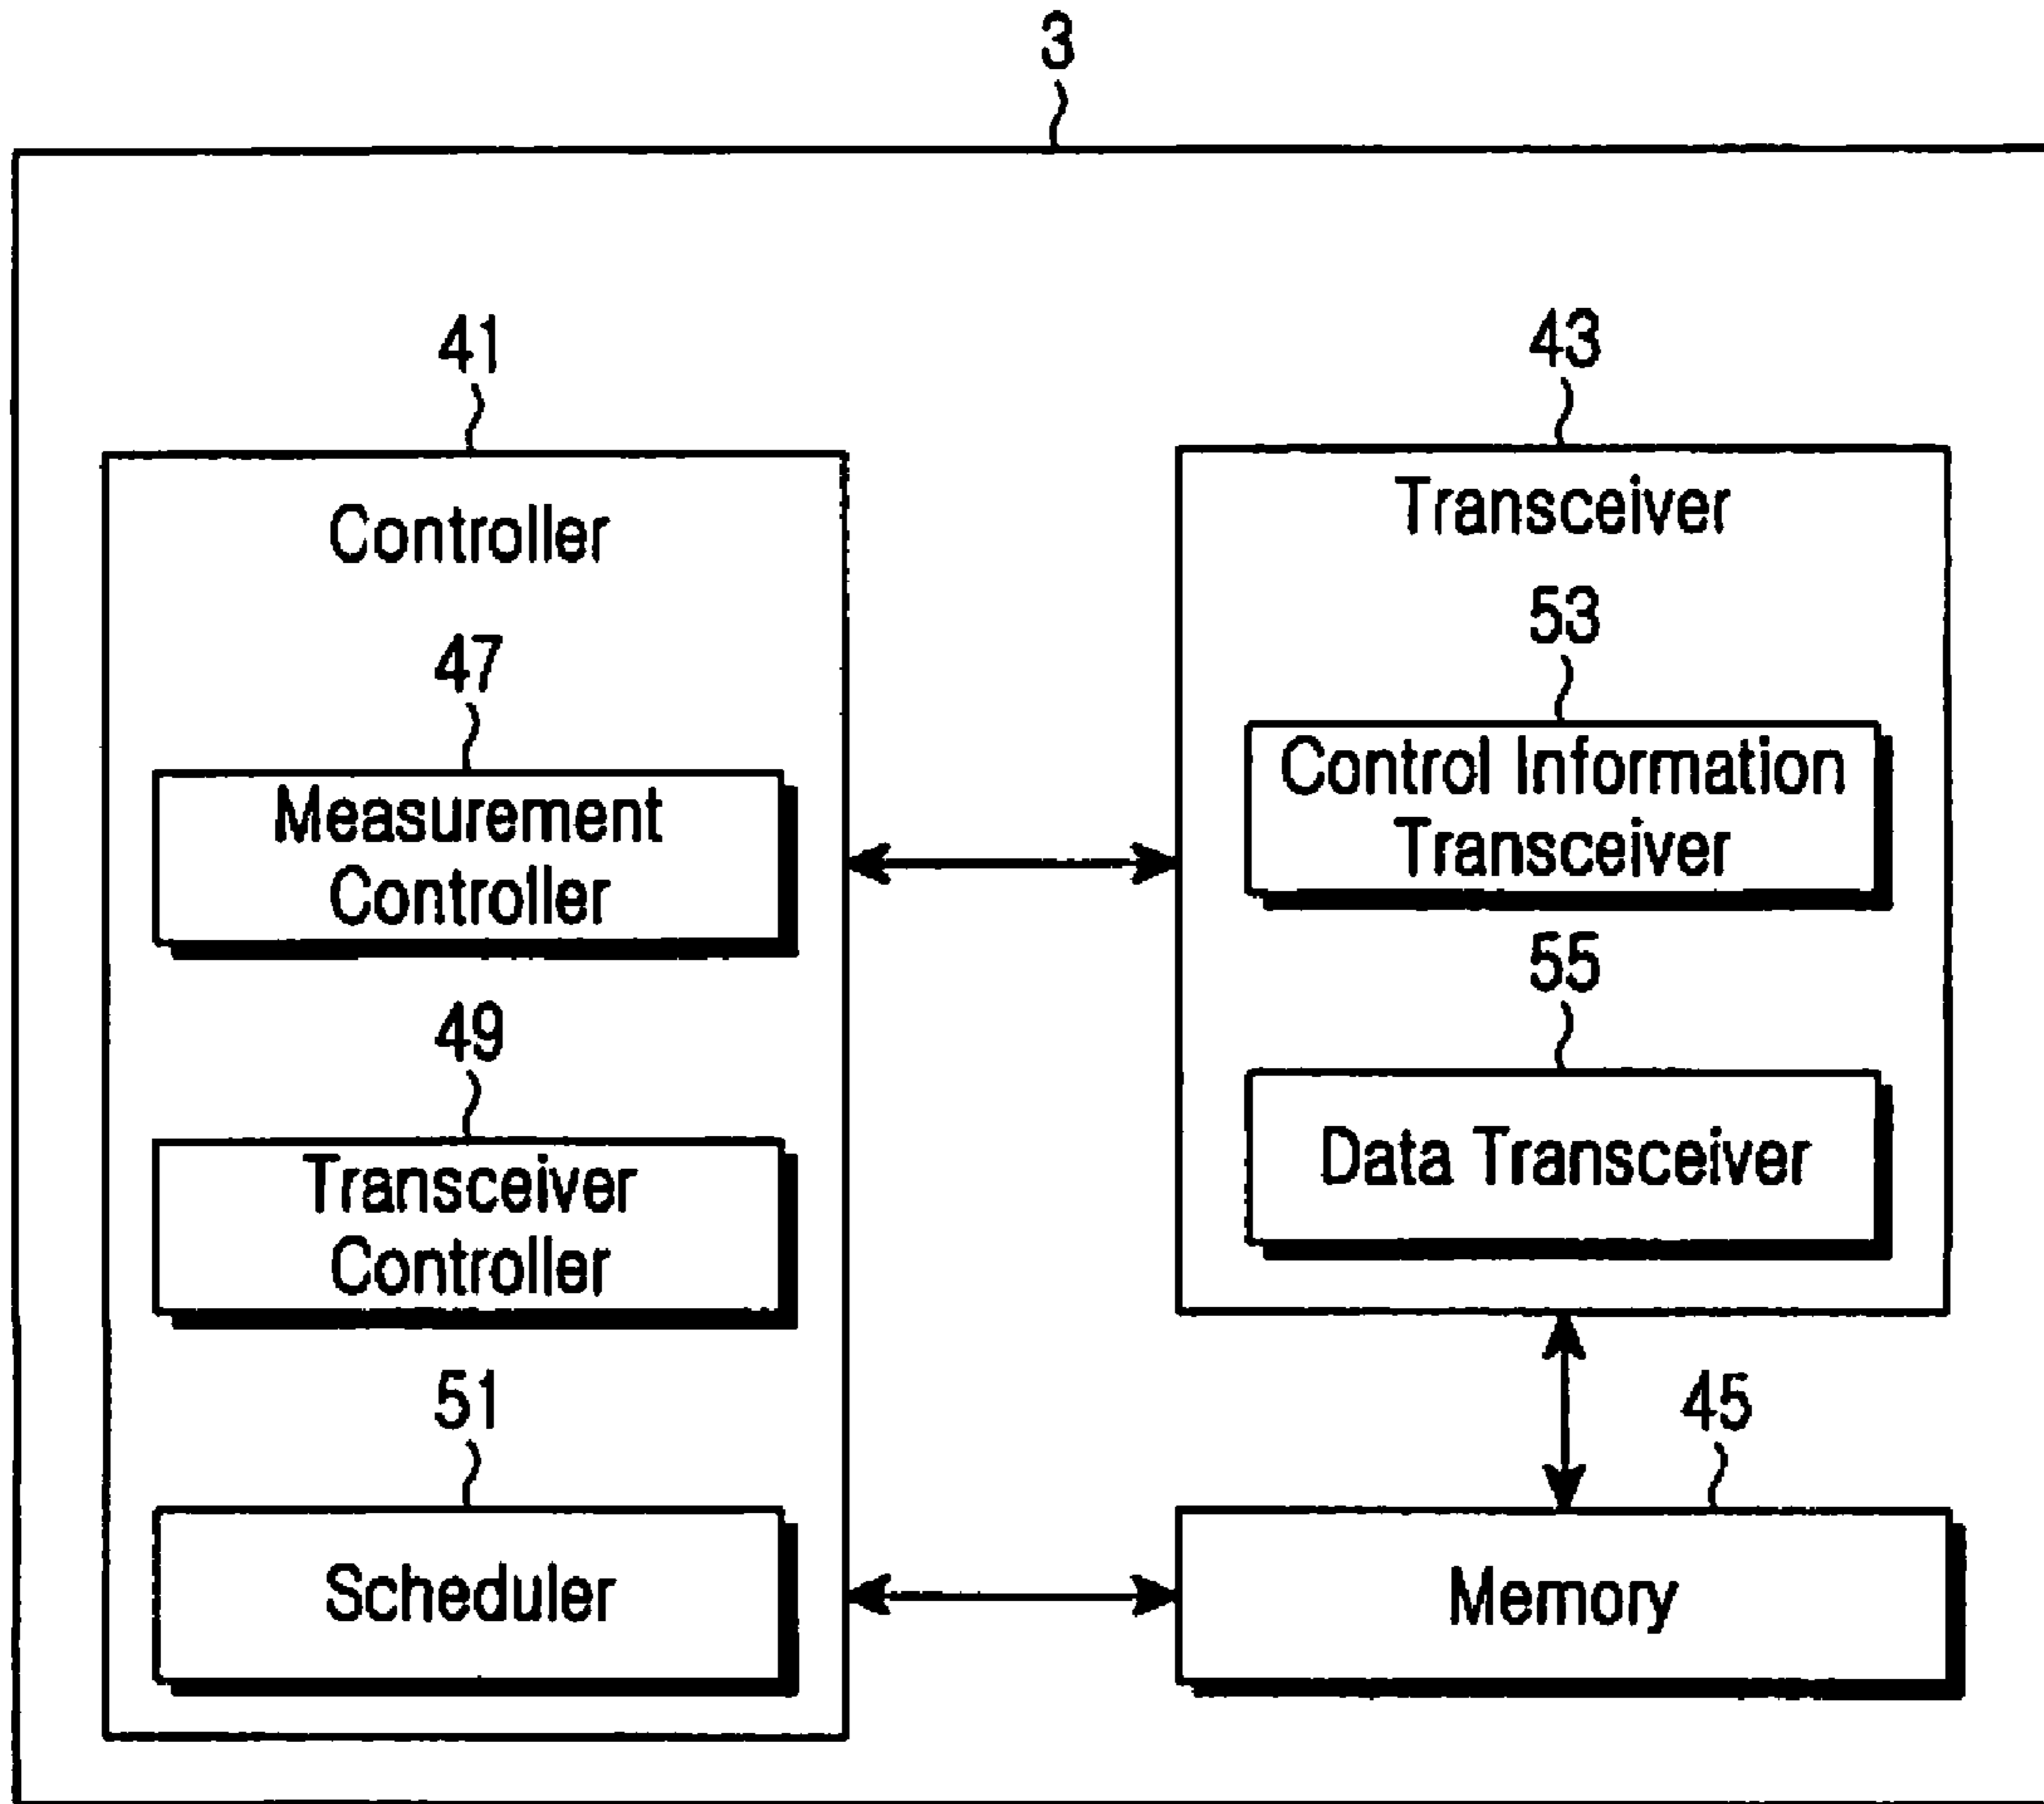 3
41
Controller
47
Measurement
Controller
49
Transceiver
Controller
51
Scheduler
43
Transceiver
53
Control Information
Transceiver
55
Data Transceiver
45
Memory